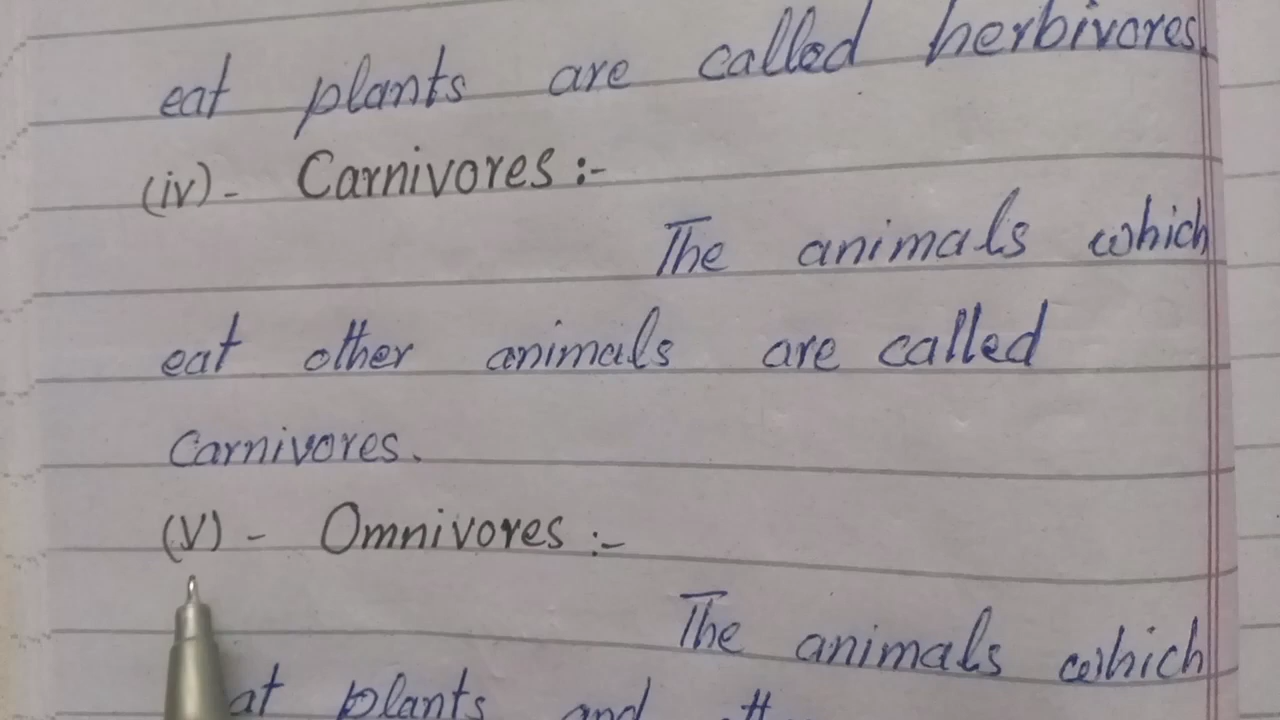 eat plants are called herbivores
(iv)- Carnivores :-
The animals which
eat other animals are called
Carnivores.
(V) - Omnivores :-
The animals which
plants and